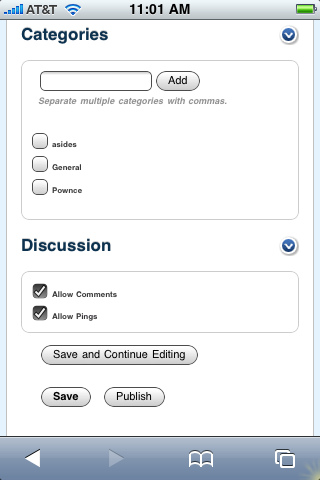 AT&T 11:01 AM
Categories
Add
Separate multiple categories with commas.
asides
General
Pownce
Discussion
Allow Comments
Allow Pings
Save and Continue Editing
Save Publish